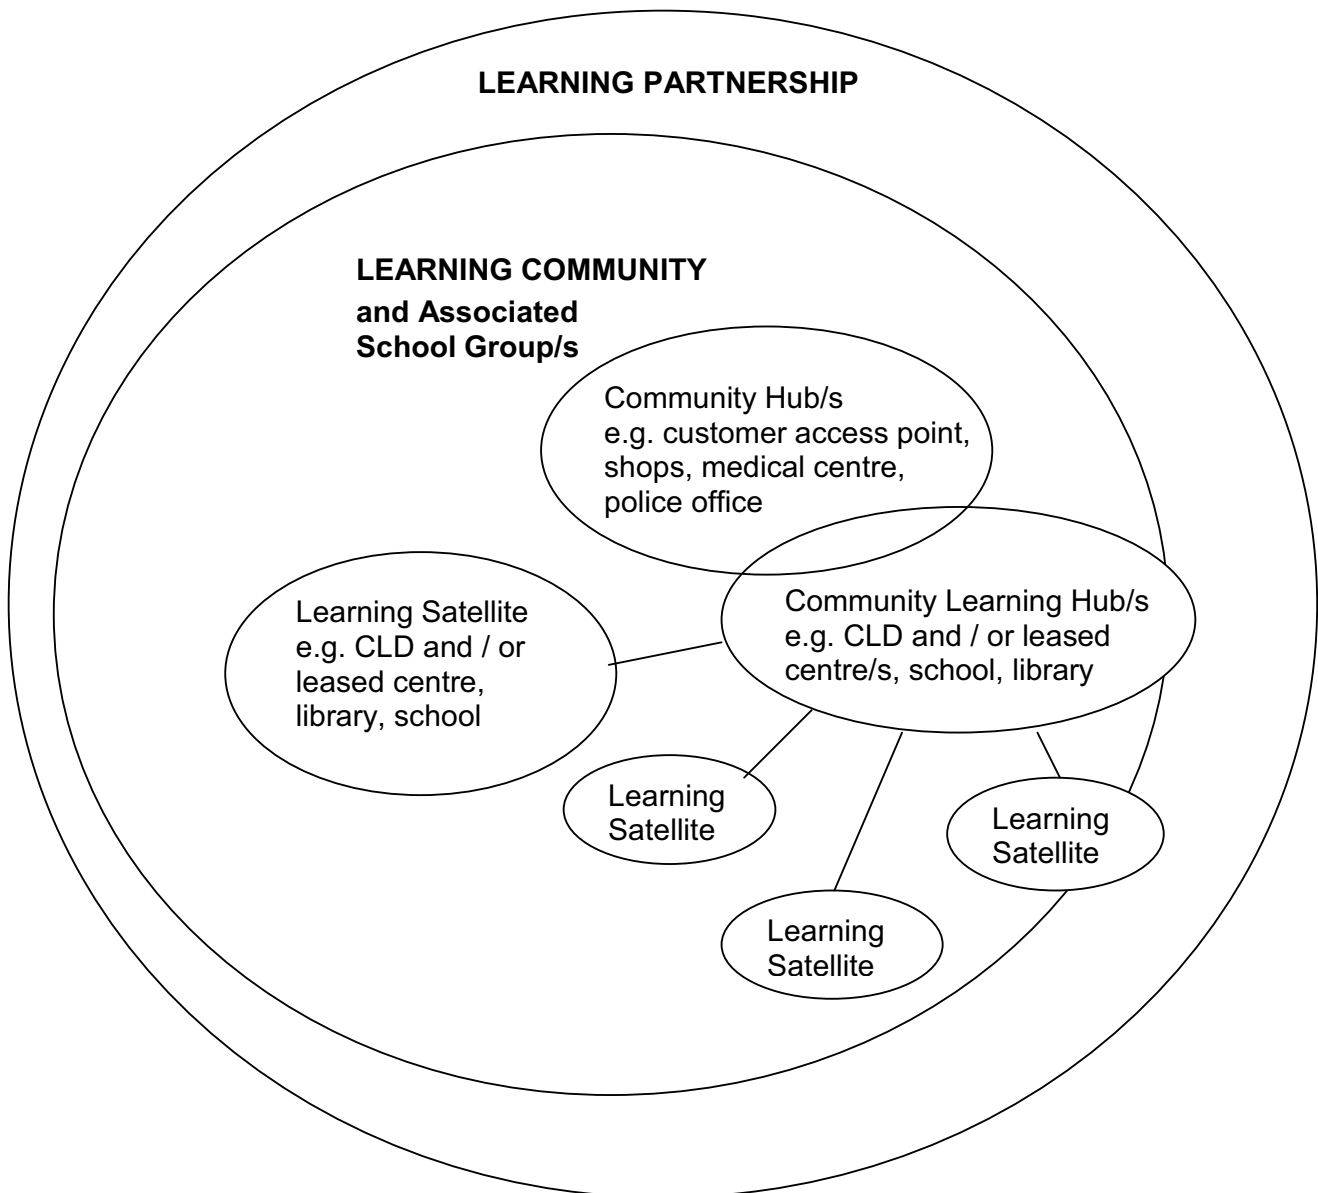 LEARNING PARTNERSHIP
LEARNING COMMUNITY
and Associated
School Group/s
Community Hub/s
e.g. customer access point,
shops, medical centre,
police office
Learning Satellite
e.g. CLD and / or
leased centre,
library, school
Community Learning Hub/s
e.g. CLD and / or leased
centre/s, school, library
Learning
Satellite
Learning
Satellite
Learning
Satellite